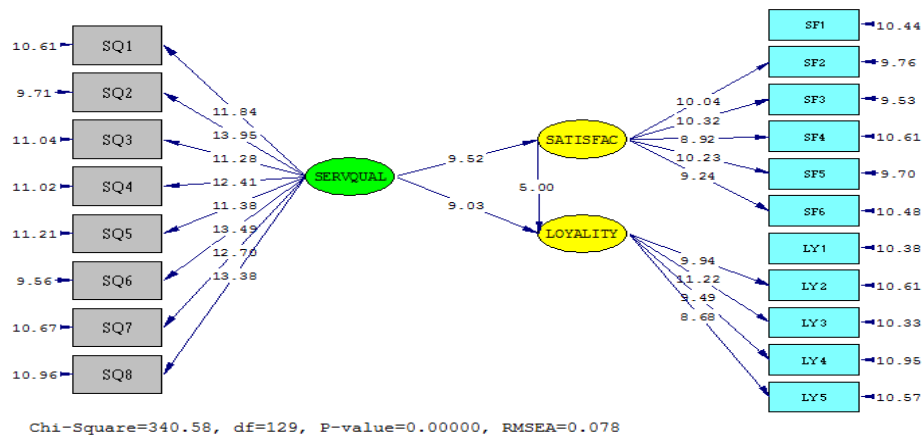 SF1 10.44
10.61 SQ1
SF2 9.76
9.71 SQ2
10.04
SF3 9.53
11.84
10.32
13.95
11.04 SQ3 SATISFAC 8.92 SF4 10.61
11.28
10.23
9.52
SERVQUAL
SF5 9.70
11.02 SQ4 12.41 9.24
5.00
11.38 9.03
SF6 10.48
11.21 SQ5 13.49 LOYALITY
12.70
LY1 10.38
9.94
13.38
11.22
9.56 SQ6 LY2 10.61
9.49
8.68
LY3 10.33
10.67 SQ7
LY4 10.95
10.96 SQ8
LY5 10.57
Chi-Square=340.58, df=129, P-value=0.00000, RMSEA=0.078